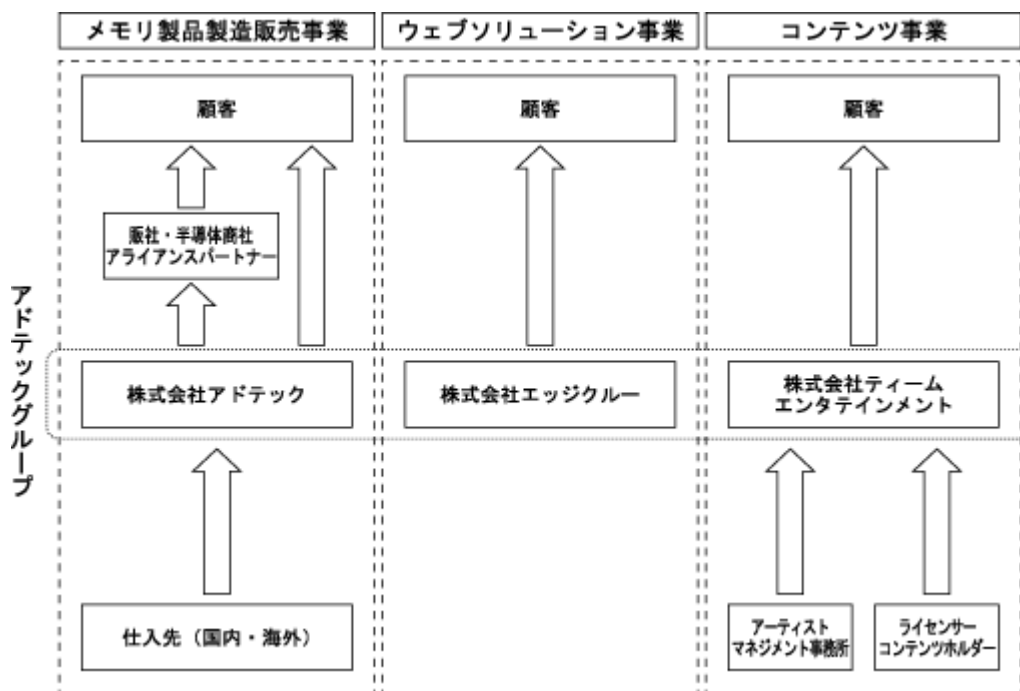 メモリ製品製造販売事業
ウェブソリューション事業
コンテンツ事業
顧客
顧客
顧客
販社・半導体商社
アライアンスパートナー
アドテックグループ
株式会社アドテック
株式会社エッジクルー
株式会社ティーム
エンタテインメント
仕入先（国内・海外）
アーティスト
マネジメント事務所
ライセンサー
コンテンツホルダー